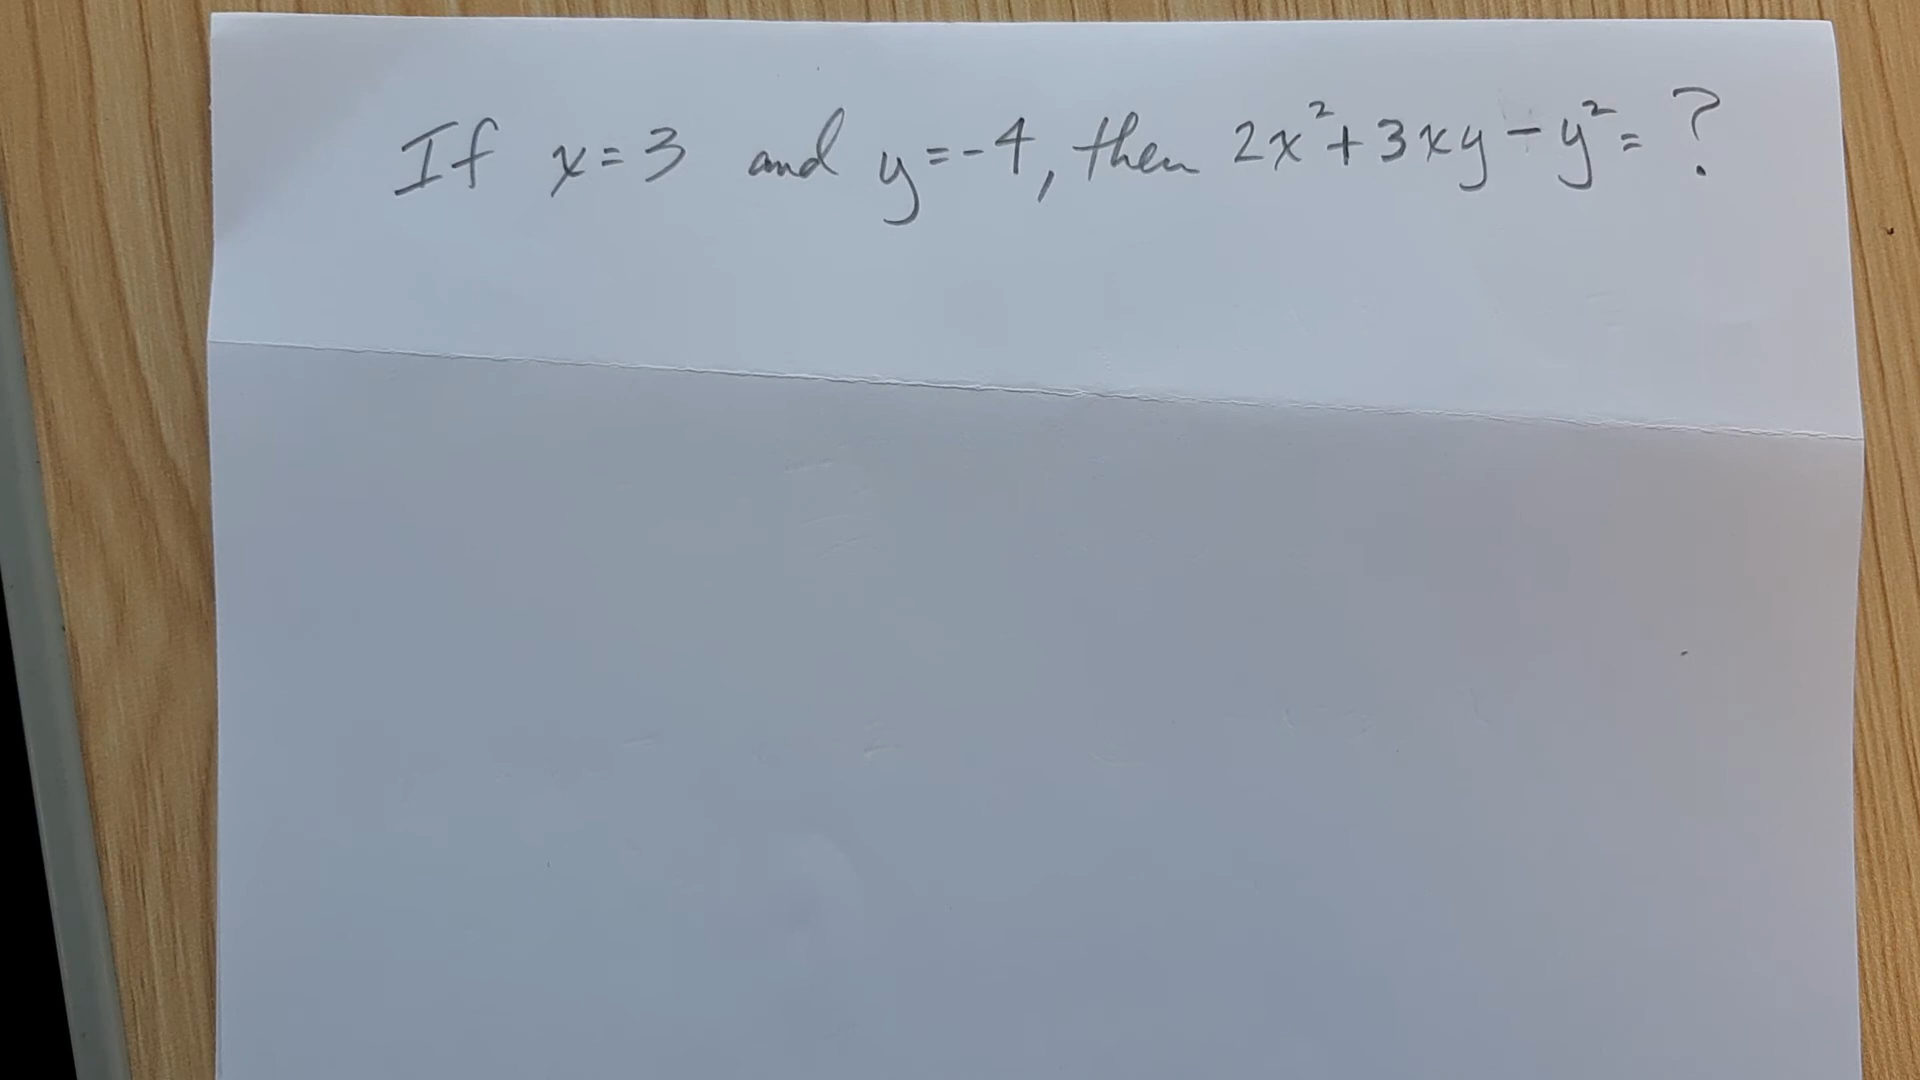 If x=3 and y=-4, then 2x²+3xy-y²= ?